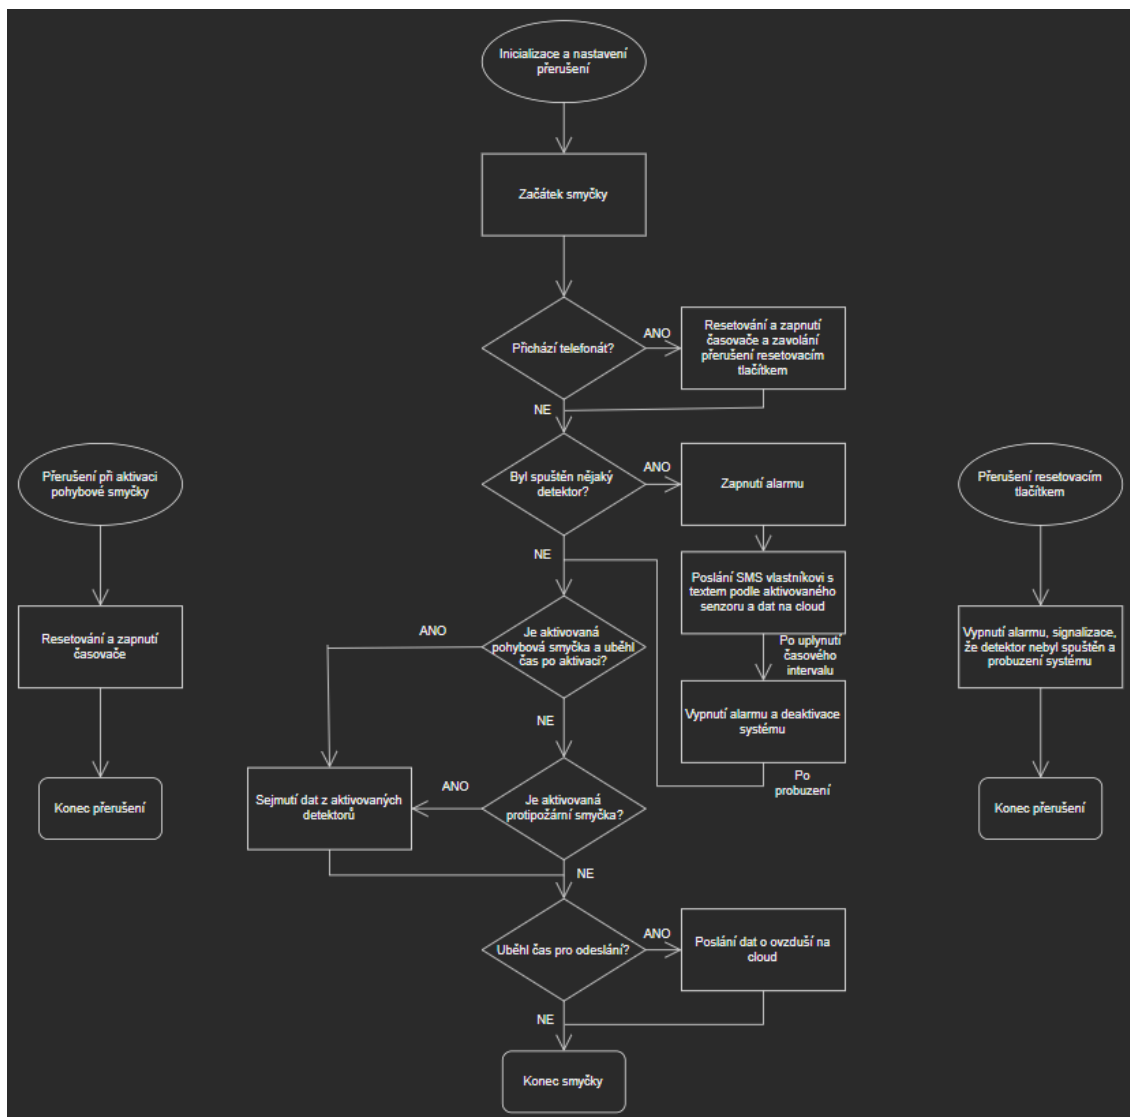 Inicializace a nastavení
přerušení
Začátek smyčky
Přichází telefonát?
ANO
Resetování a zapnutí
časovače a zavolání
přerušení resetovacím
tlačítkem
NE
Byl spuštěn nějaký
detektor?
ANO
Zapnutí alarmu
NE
Poslání SMS vlastníkovi s
textem podle aktivovaného
senzoru a dat na cloud
Po uplynutí
časového
intervalu
Vypnutí alarmu a deaktivace
systému
Po
probuzení
Je aktivovaná
pohybová smyčka a uběhl
čas po aktivaci?
ANO
NE
Je aktivovaná
protipožární smyčka?
ANO
Sejmutí dat z aktivovaných
detektorů
NE
Uběhl čas pro odeslání?
ANO
Poslání dat o ovzduší na
cloud
NE
Konec smyčky
Přerušení při aktivaci
pohybové smyčky
Resetování a zapnutí
časovače
Konec přerušení
Přerušení resetovacím
tlačítkem
Vypnutí alarmu, signalizace,
že detektor nebyl spuštěn a
probuzení systému
Konec přerušení